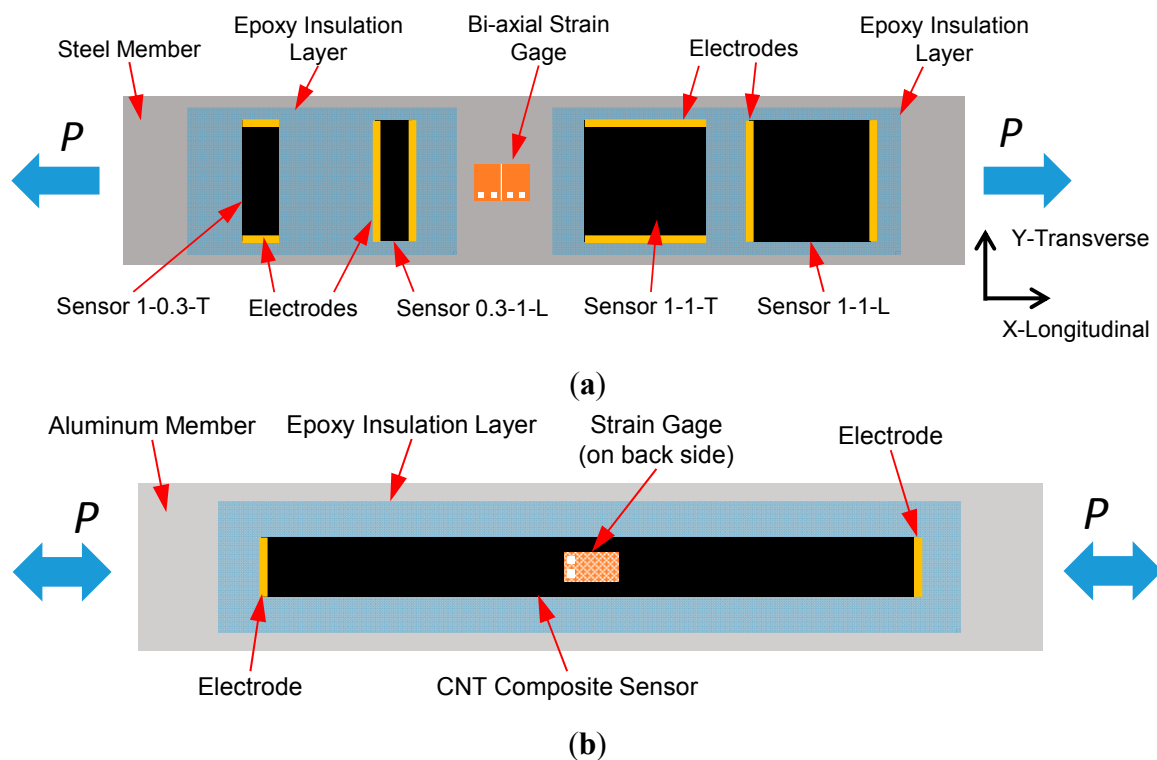 Steel Member
Epoxy Insulation
Layer
Bi-axial Strain
Gage
Electrodes
Epoxy Insulation
Layer
P
P
Y-Transverse
X-Longitudinal
Sensor 1-0.3-T
Electrodes
Sensor 0.3-1-L
Sensor 1-1-T
Sensor 1-1-L
(a)
Aluminum Member
Epoxy Insulation Layer
Strain Gage
(on back side)
Electrode
P
P
Electrode
CNT Composite Sensor
(b)